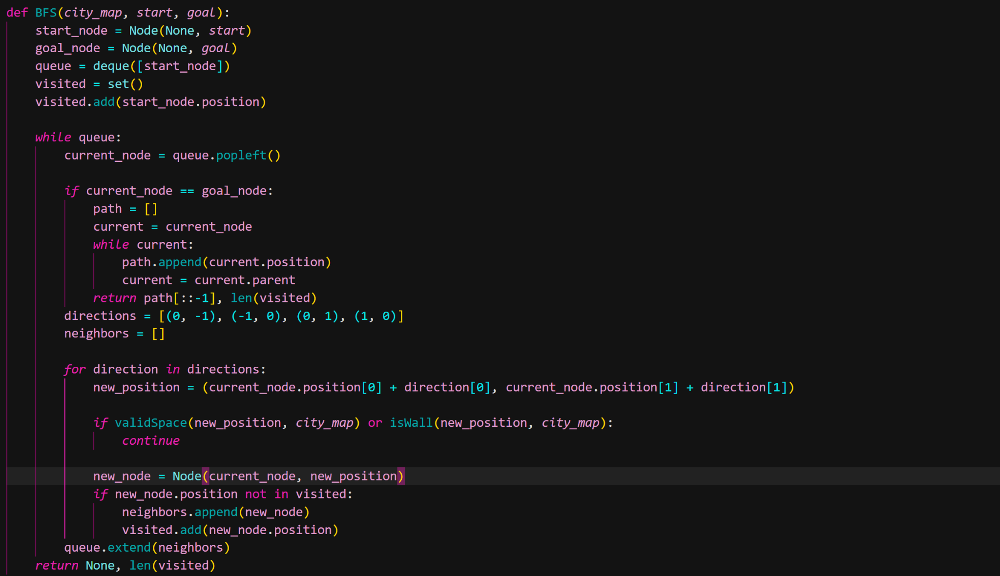 def BFS(city_map, start, goal):
    start_node = Node(None, start)
    goal_node = Node(None, goal)
    queue = deque([start_node])
    visited = set()
    visited.add(start_node.position)

    while queue:
        current_node = queue.popleft()

        if current_node == goal_node:
            path = []
            current = current_node
            while current:
                path.append(current.position)
                current = current.parent
            return path[::-1], len(visited)
        directions = [(0, -1), (-1, 0), (0, 1), (1, 0)]
        neighbors = []

        for direction in directions:
            new_position = (current_node.position[0] + direction[0], current_node.position[1] + direction[1])

            if validSpace(new_position, city_map) or isWall(new_position, city_map):
                continue

            new_node = Node(current_node, new_position)
            if new_node.position not in visited:
                neighbors.append(new_node)
                visited.add(new_node.position)
        queue.extend(neighbors)
    return None, len(visited)